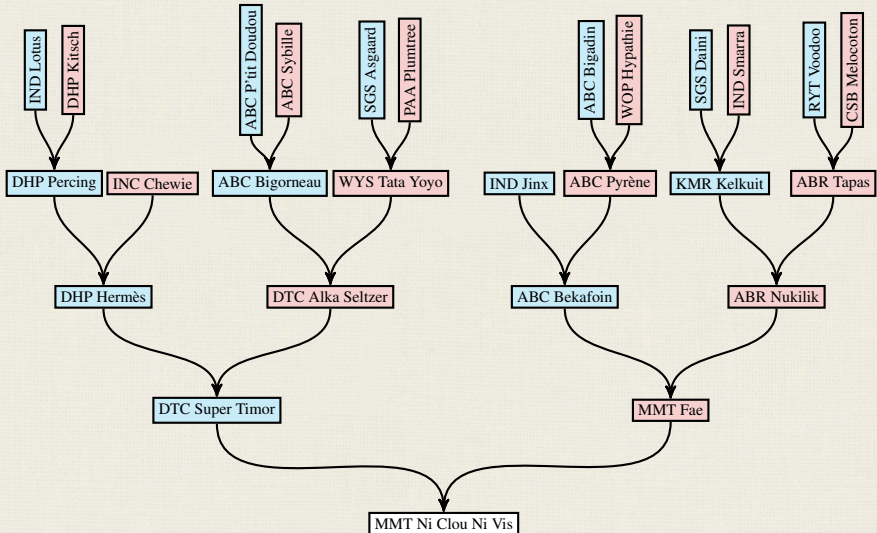 IND Lotus
DHP Kitsch
ABC P'tit Doudou
ABC Sybille
SGS Asgaard
PAA Plumtree
ABC Bigadin
WOP Hypathie
SGS Daini
IND Smarra
RYT Voodoo
CSB Melocoton
DHP Percing
INC Chewie
ABC Bigorneau
WYS Tata Yoyo
IND Jinx
ABC Pyrène
KMR Kelkuit
ABR Tapas
DHP Hermès
DTC Alka Seltzer
ABC Bekafoin
ABR Nukilik
DTC Super Timor
MMT Fae
MMT Ni Clou Ni Vis